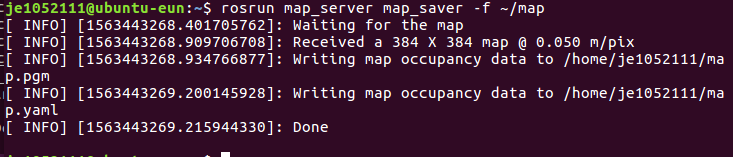 je1052111@ubuntu-eun:~$ rosrun map_server map_saver -f ~/map
[ INFO] [1563443268.401705762]: Waiting for the map
[ INFO] [1563443268.909706708]: Received a 384 X 384 map @ 0.050 m/pix
[ INFO] [1563443268.934766877]: Writing map occupancy data to /home/je1052111/ma
p.pgm
[ INFO] [1563443269.200145928]: Writing map occupancy data to /home/je1052111/ma
p.yaml
[ INFO] [1563443269.215944330]: Done